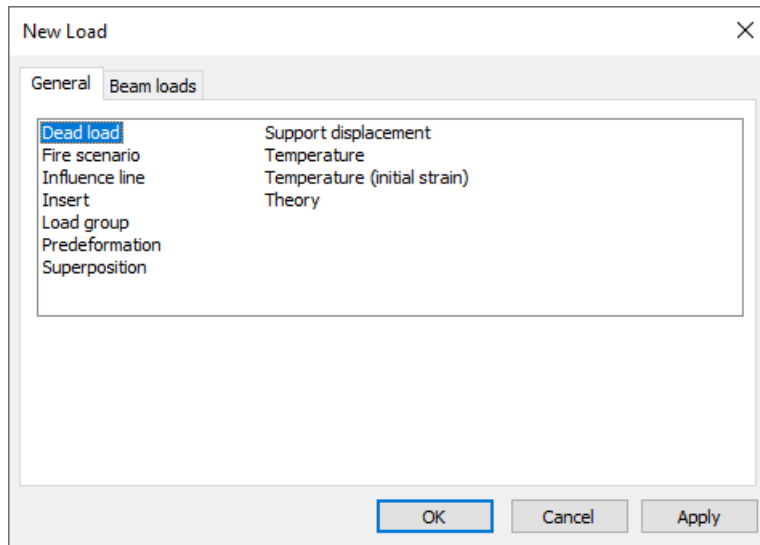 New Load
General Beam loads
Dead load Support displacement
Fire scenario Temperature
Influence line Temperature (initial strain)
Insert Theory
Load group
Predeformation
Superposition
OK Cancel Apply